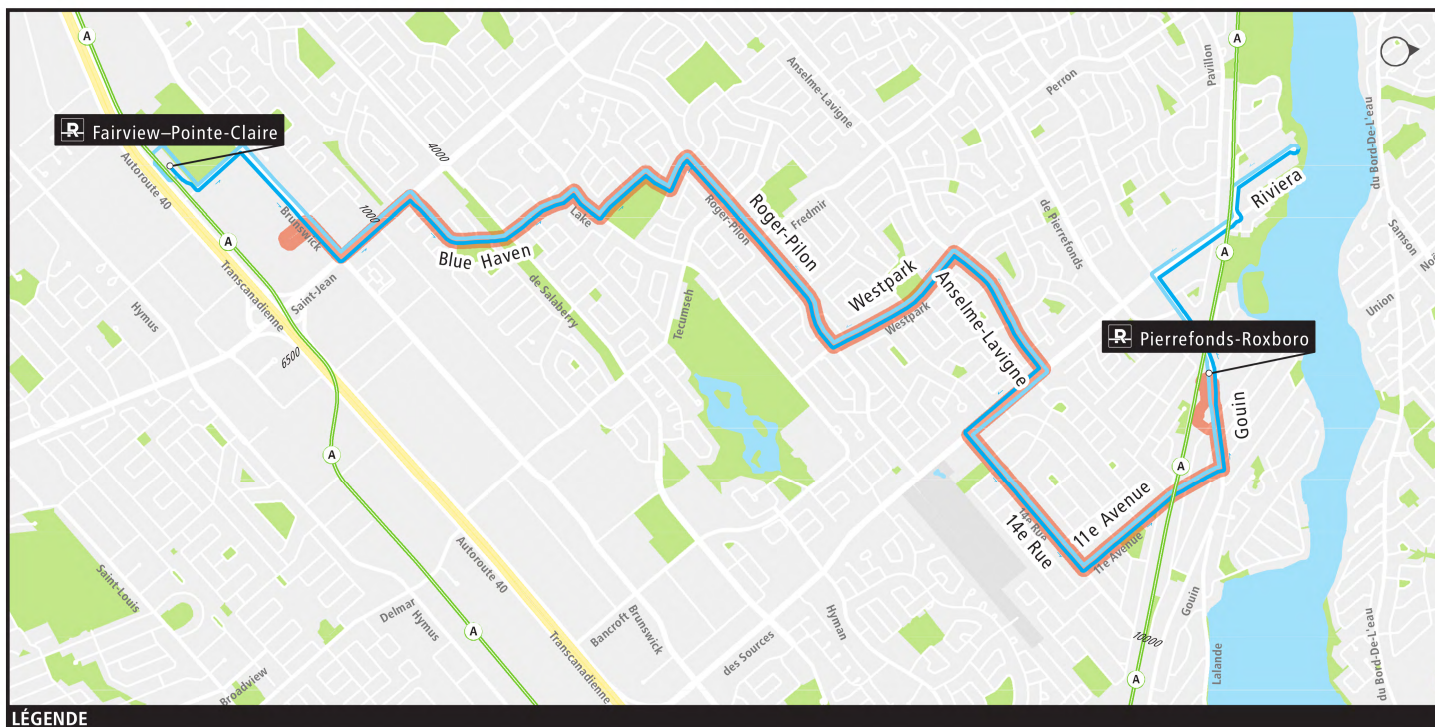 A
A
Pavillon
Anselme-Lavigne
Perron
du Bord-De-L'eau
Fairview–Pointe-Claire
Autoroute 40
4000
Riviera
1000
Brunswick
Lake
Roger-Pilon
Roger-Pilon
Fredmir
de Pierrefonds
Samson
A
A
Blue Haven
Saint-Jean
Transcanadienne
Hymus
de Salaberry
Tecumseh
Westpark
Westpark
Anselme-Lavigne
Union
6500
Pierrefonds-Roxboro
Gouin
A
A
14e Rue
14e Rue
11e Avenue
11e Avenue
Saint-Louis
Autoroute 40
Delmar
Hymus
Bancroft
Brunswick
Hyman
Gouin
A
Transcanadienne
des Sources
10000
Lalande
du Bord-De-L'eau
Broadview
A
LÉGENDE